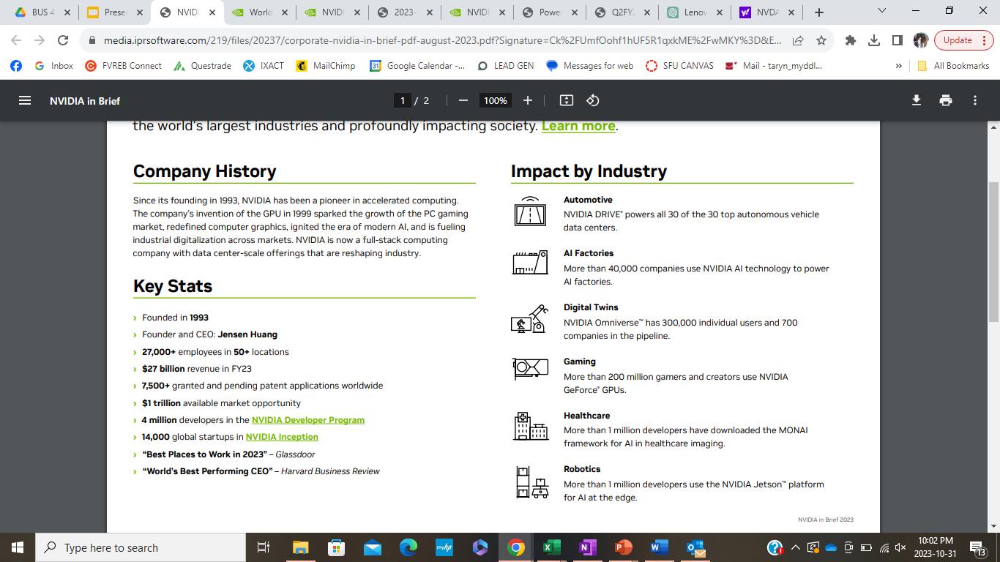 BUS 4
Prese
NVIDI
World
NVIDI
2023-
NVIDI
Power
Q2FY2
Lenov
NVDA
media.iprsoftware.com/219/files/20237/corporate-nvidia-in-brief-pdf-august-2023.pdf?Signature=Ck%2FUmfOohf1hUF5R1qxkME%2FwMKY%3D&E...
Update
Inbox
FVREB Connect
Questrade
IXACT
MailChimp
31
Google Calendar -...
LEAD GEN
Messages for web
SFU CANVAS
Mail - taryn_myddl...
»
All Bookmarks
NVIDIA in Brief
1 / 2
100%
the world's largest industries and profoundly impacting society. Learn more.
Company History
Since its founding in 1993, NVIDIA has been a pioneer in accelerated computing.
The company's invention of the GPU in 1999 sparked the growth of the PC gaming
market, redefined computer graphics, ignited the era of modern AI, and is fueling
industrial digitalization across markets. NVIDIA is now a full-stack computing
company with data center-scale offerings that are reshaping industry.
Key Stats
› Founded in 1993
› Founder and CEO: Jensen Huang
› 27,000+ employees in 50+ locations
› $27 billion revenue in FY23
› 7,500+ granted and pending patent applications worldwide
› $1 trillion available market opportunity
› 4 million developers in the NVIDIA Developer Program
› 14,000 global startups in NVIDIA Inception
› “Best Places to Work in 2023” – Glassdoor
› “World's Best Performing CEO” – Harvard Business Review
Impact by Industry
Automotive
NVIDIA DRIVE® powers all 30 of the 30 top autonomous vehicle
data centers.
AI Factories
More than 40,000 companies use NVIDIA AI technology to power
AI factories.
Digital Twins
NVIDIA Omniverse™ has 300,000 individual users and 700
companies in the pipeline.
Gaming
More than 200 million gamers and creators use NVIDIA
GeForce® GPUs.
Healthcare
More than 1 million developers have downloaded the MONAI
framework for AI in healthcare imaging.
Robotics
More than 1 million developers use the NVIDIA Jetson™ platform
for AI at the edge.
NVIDIA in Brief 2023
Type here to search
myhp
10:02 PM
2023-10-31
13